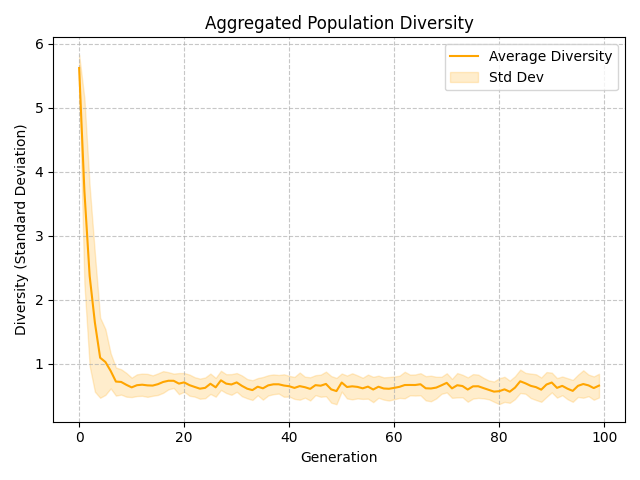 Aggregated Population Diversity
Average Diversity
Std Dev
Diversity (Standard Deviation)
6
5
4
3
2
1
0
20
40
60
80
100
Generation